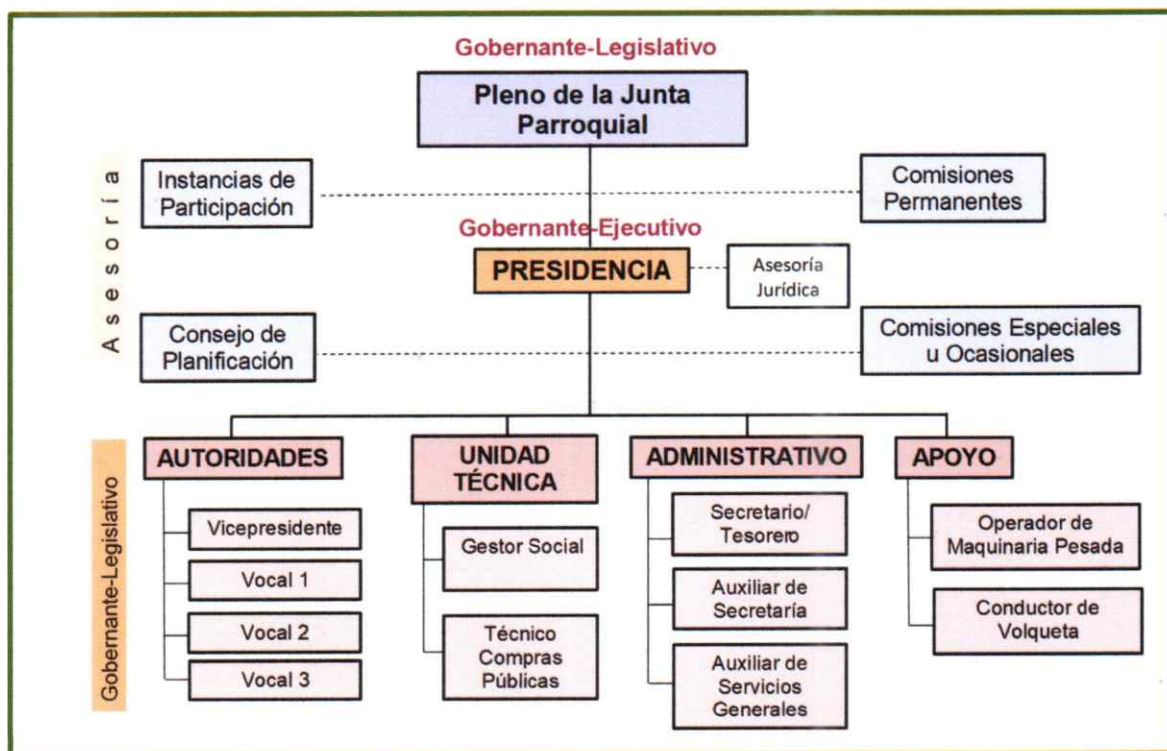 Gobernante-Legislativo
Pleno de la Junta
Parroquial
Asesoría
Instancias de
Participación
Comisiones
Permanentes
Gobernante-Ejecutivo
PRESIDENCIA
Asesoría
Jurídica
Consejo de
Planificación
Comisiones Especiales
u Ocasionales
Gobernante-Legislativo
AUTORIDADES
Vicepresidente
Vocal 1
Vocal 2
Vocal 3
UNIDAD
TÉCNICA
Gestor Social
Técnico
Compras
Públicas
ADMINISTRATIVO
Secretario/
Tesorero
Auxiliar de
Secretaría
Auxiliar de
Servicios
Generales
APOYO
Operador de
Maquinaria Pesada
Conductor de
Volqueta